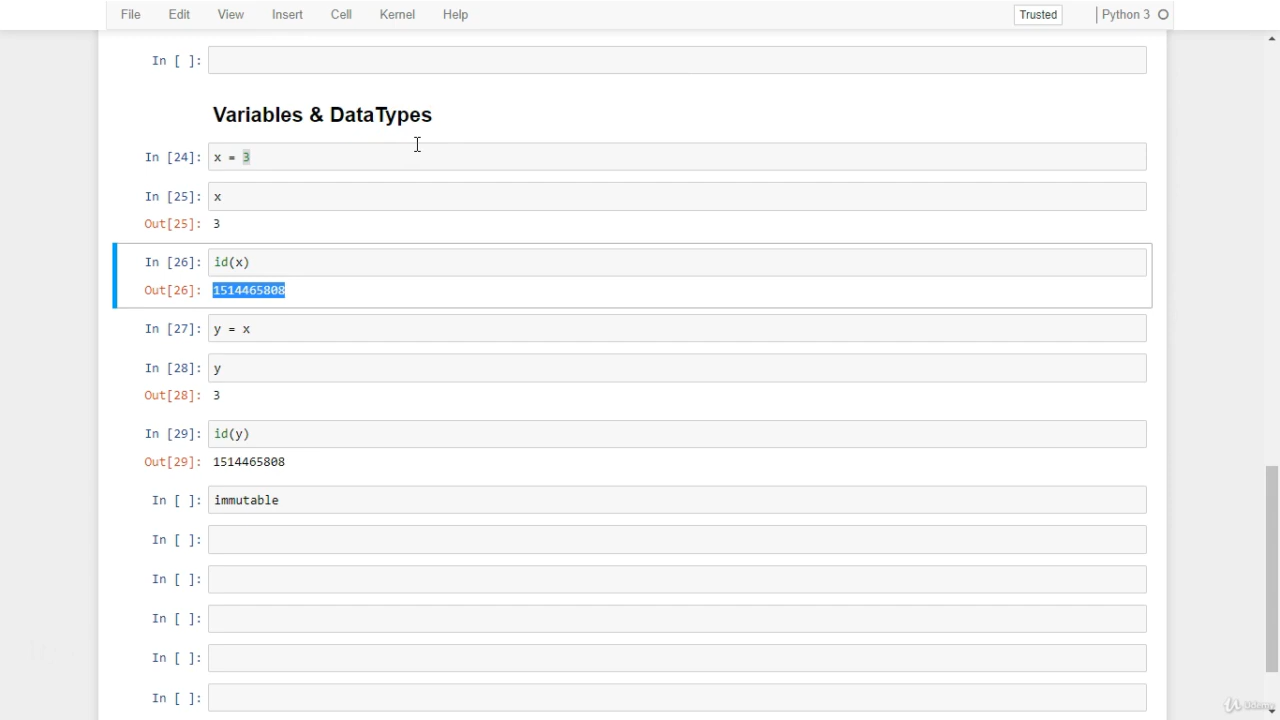 File Edit View Insert Cell Kernel Help Trusted Python 3
In [ ]:
Variables & DataTypes
In [24]: x = 3
In [25]: x
Out[25]: 3
In [26]: id(x)
Out[26]: 1514465808
In [27]: y = x
In [28]: y
Out[28]: 3
In [29]: id(y)
Out[29]: 1514465808
In [ ]: immutable
In [ ]:
In [ ]:
In [ ]:
In [ ]:
In [ ]:
Udemy